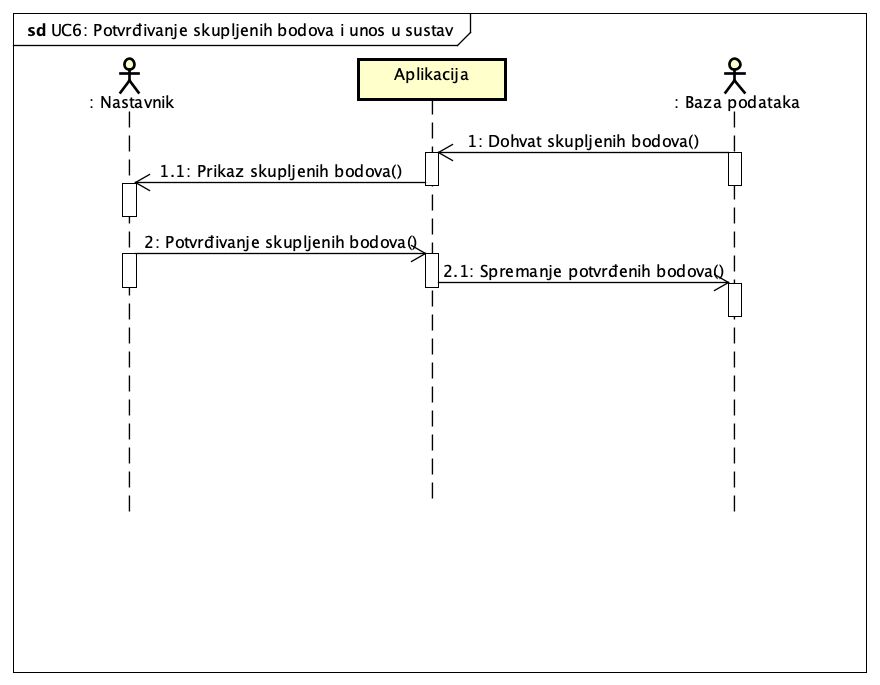 sd UC6: Potvrđivanje skupljenih bodova i unos u sustav
Aplikacija
: Nastavnik
: Baza podataka
1: Dohvat skupljenih bodova()
1.1: Prikaz skupljenih bodova()
2: Potvrđivanje skupljenih bodova()
2.1: Spremanje potvrđenih bodova()